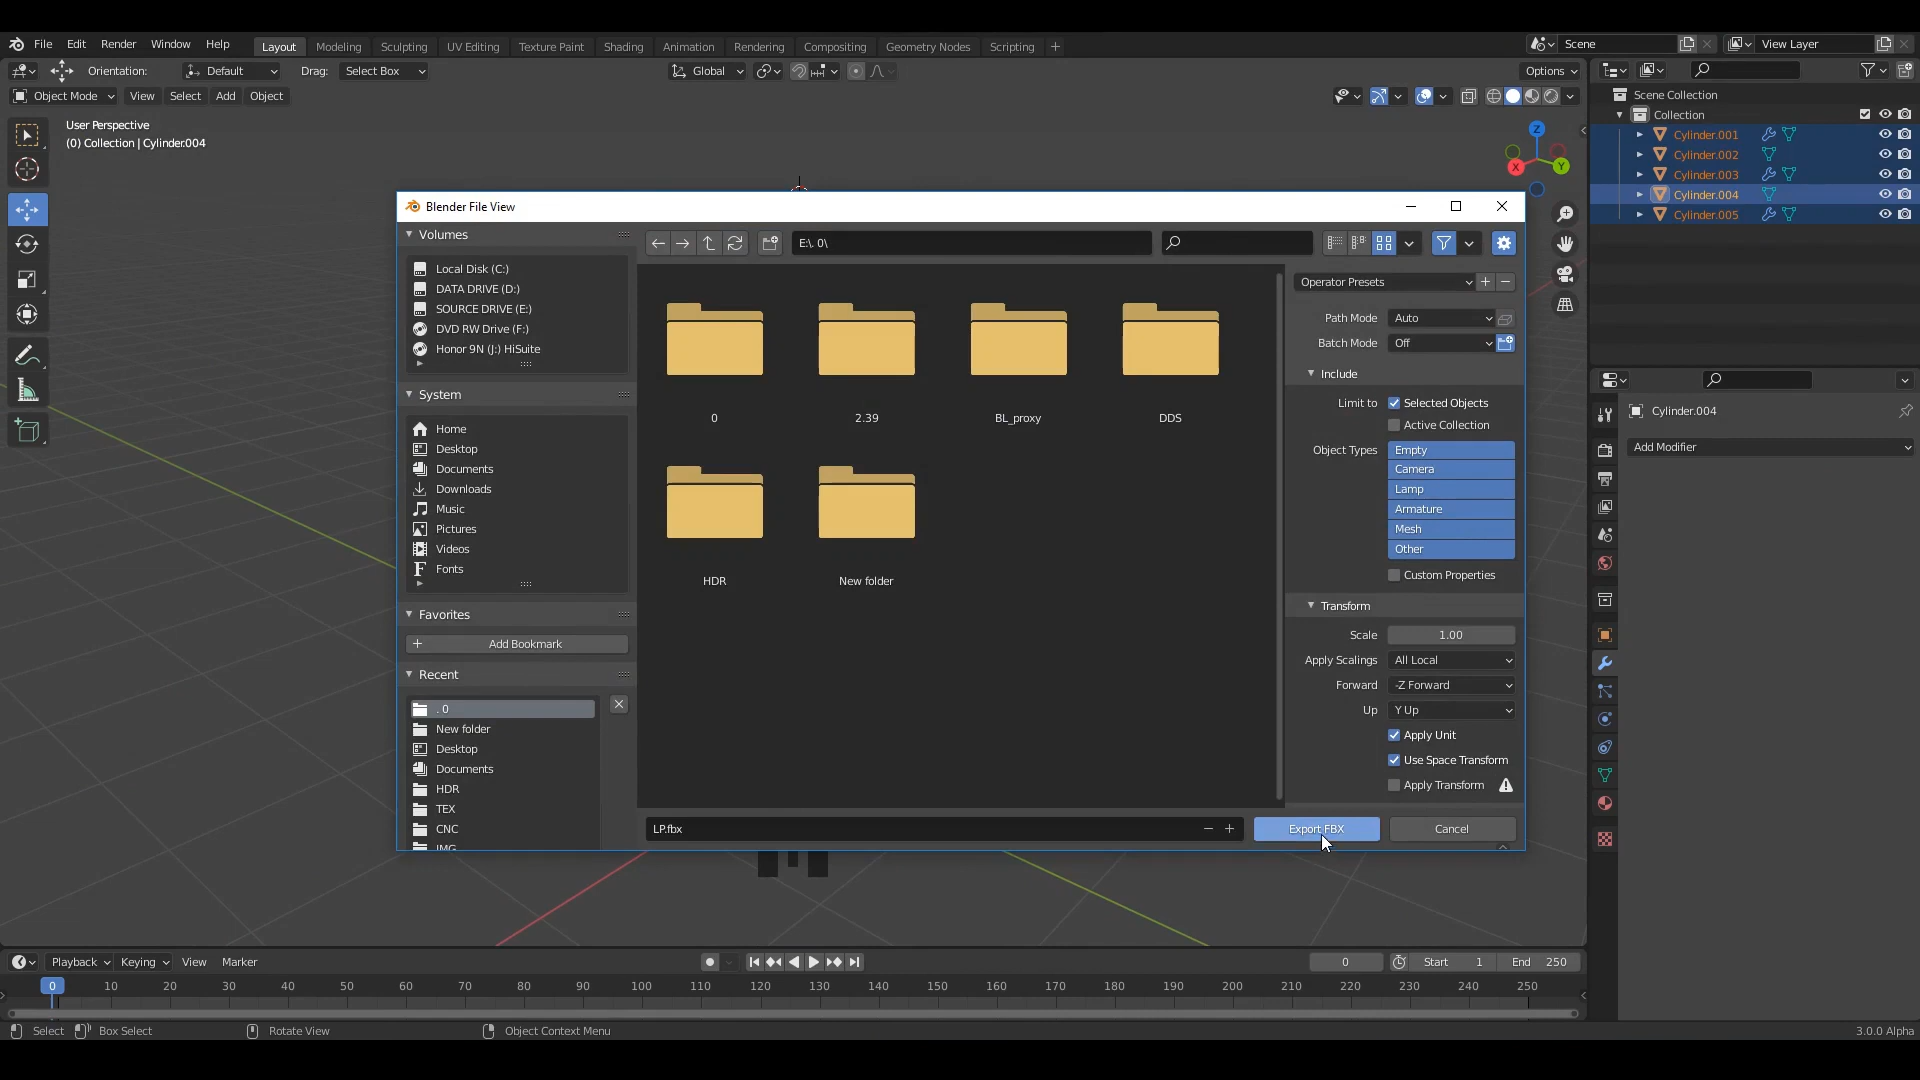 File Edit Render Window Help
Layout Modeling Sculpting UV Editing Texture Paint Shading Animation Rendering Compositing Geometry Nodes Scripting +
Scene
View Layer
Orientation: Default Drag: Select Box
Global
Options
Object Mode View Select Add Object
User Perspective
(0) Collection | Cylinder.004
Z
X
Y
Scene Collection
Collection
Cylinder.001
Cylinder.002
Cylinder.003
Cylinder.004
Cylinder.005
Cylinder.004
Add Modifier
Blender File View
Volumes
Local Disk (C:)
DATA DRIVE (D:)
SOURCE DRIVE (E:)
DVD RW Drive (F:)
Honor 9N (J:) HiSuite
System
Home
Desktop
Documents
Downloads
Music
Pictures
Videos
Fonts
Favorites
Add Bookmark
Recent
. 0
New folder
Desktop
Documents
HDR
TEX
CNC
IMG
E:\. 0\
0
2.39
BL_proxy
DDS
HDR
New folder
Operator Presets
Path Mode Auto
Batch Mode Off
Include
Limit to Selected Objects
Active Collection
Object Types Empty
Camera
Lamp
Armature
Mesh
Other
Custom Properties
Transform
Scale 1.00
Apply Scalings All Local
Forward -Z Forward
Up Y Up
Apply Unit
Use Space Transform
Apply Transform
LP.fbx
Export FBX
Cancel
Playback Keying View Marker
0 Start 1 End 250
0 10 20 30 40 50 60 70 80 90 100 110 120 130 140 150 160 170 180 190 200 210 220 230 240 250
Select Box Select Rotate View Object Context Menu
3.0.0 Alpha